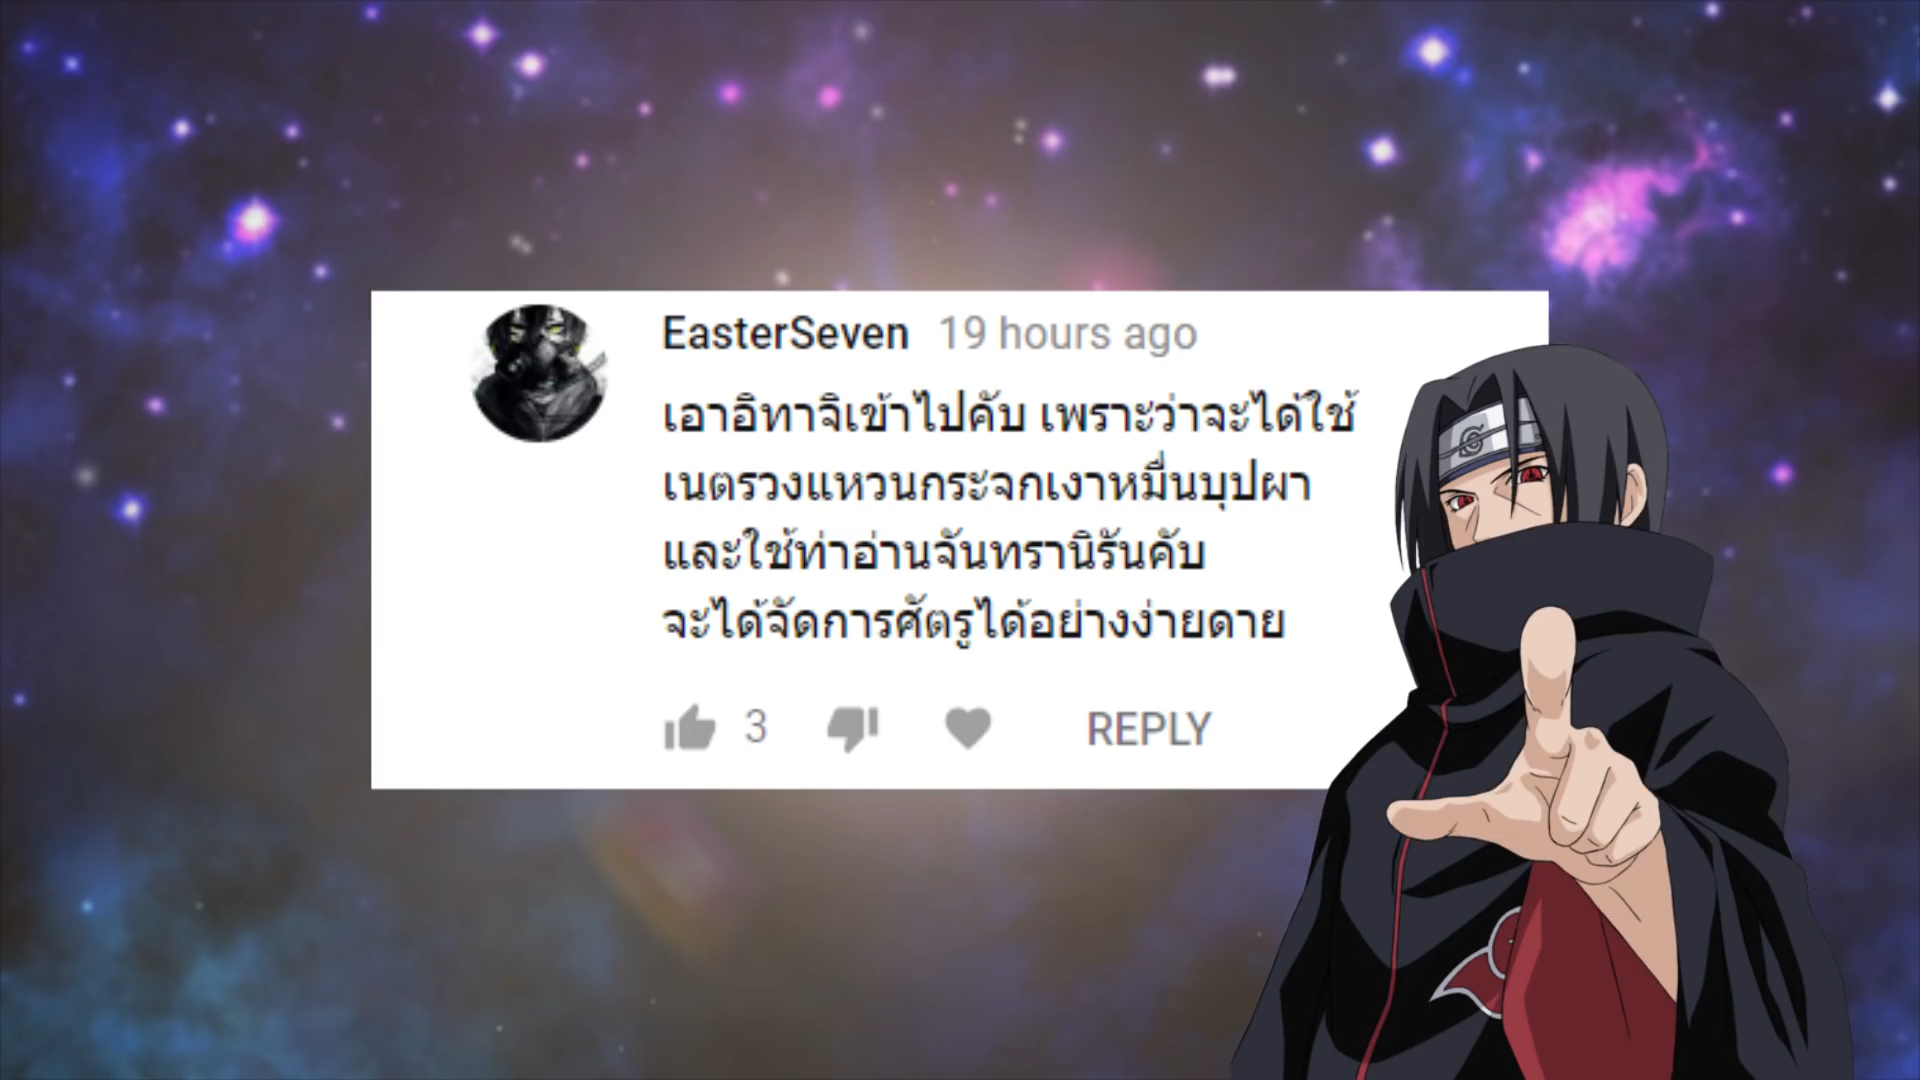 EasterSeven 19 hours ago
เอาอิทาจิเข้าไปคับ เพราะว่าจะได้ใช้
เนตรวงแหวนกระจกเงาหมื่นบุปผา
และใช้ท่าอ่านจันทรานิรันคับ
จะได้จัดการศัตรูได้อย่างง่ายดาย
3 REPLY